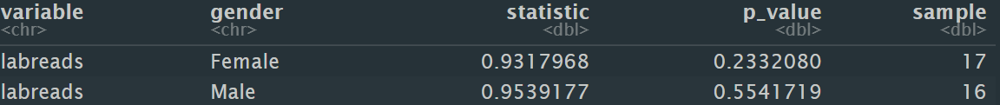 variable gender statistic p_value sample
<chr> <chr> <dbl> <dbl> <dbl>
labreads Female 0.9317968 0.2332080 17
labreads Male 0.9539177 0.5541719 16